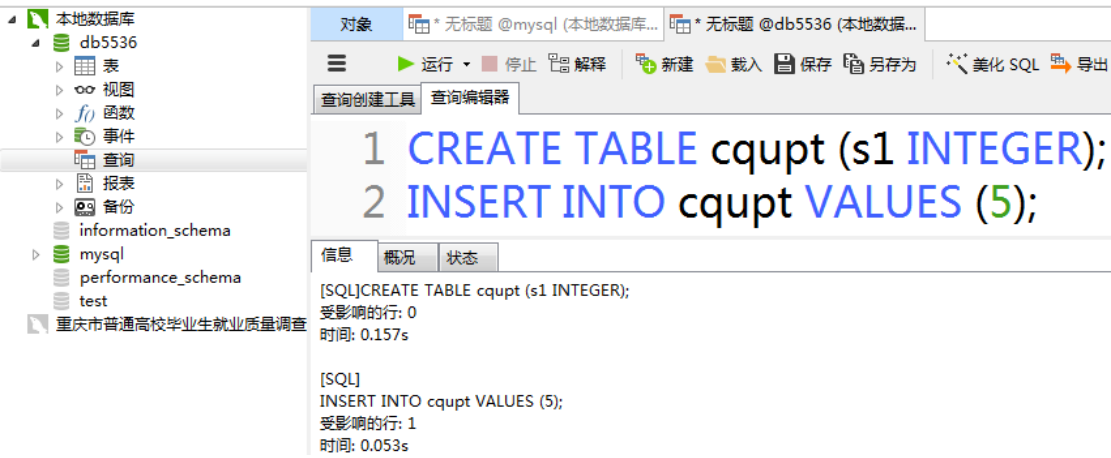 本地数据库
db5536
表
视图
f() 函数
事件
查询
报表
备份
information_schema
mysql
performance_schema
test
重庆市普通高校毕业生就业质量调查
对象
* 无标题 @mysql (本地数据库...
* 无标题 @db5536 (本地数据...
运行 停止 解释 新建 载入 保存 另存为 美化 SQL 导出
查询创建工具 查询编辑器
1 CREATE TABLE cqupt (s1 INTEGER);
2 INSERT INTO cqupt VALUES (5);
信息 概况 状态
[SQL]CREATE TABLE cqupt (s1 INTEGER);
受影响的行: 0
时间: 0.157s
[SQL]
INSERT INTO cqupt VALUES (5);
受影响的行: 1
时间: 0.053s